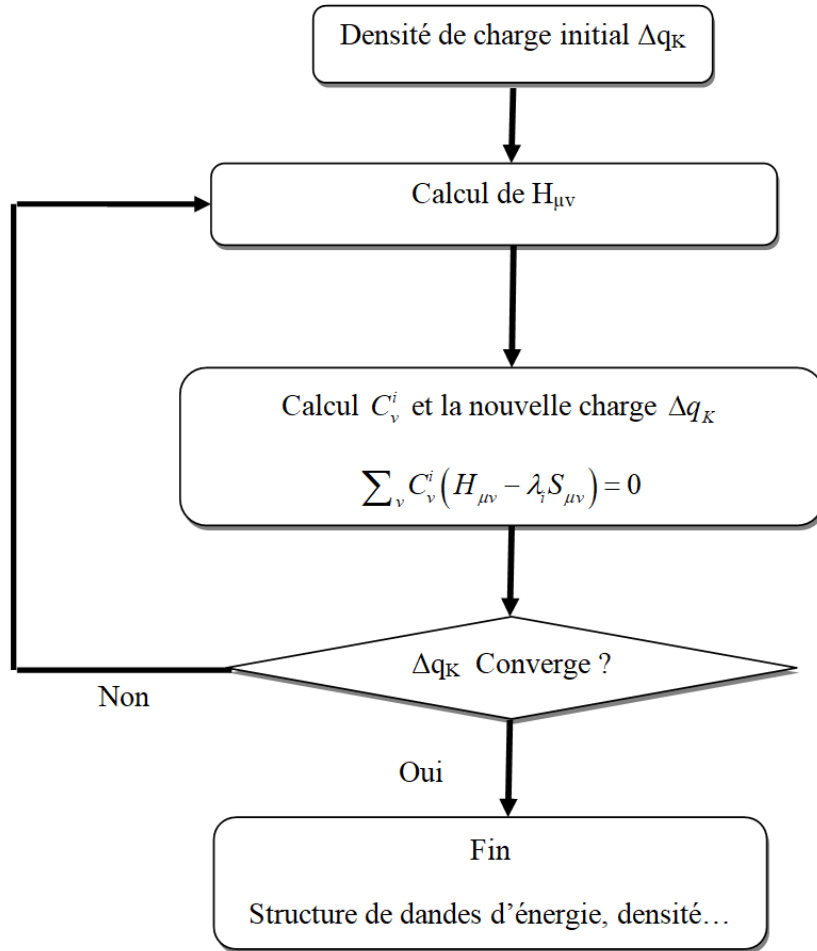 Densité de charge initial Δq_K
Calcul de H_μν
Calcul C_ν^i et la nouvelle charge Δq_K
∑_ν C_ν^i (H_μν − λ_i S_μν) = 0
Δq_K Converge ?
Non
Oui
Fin
Structure de dandes d’énergie, densité…